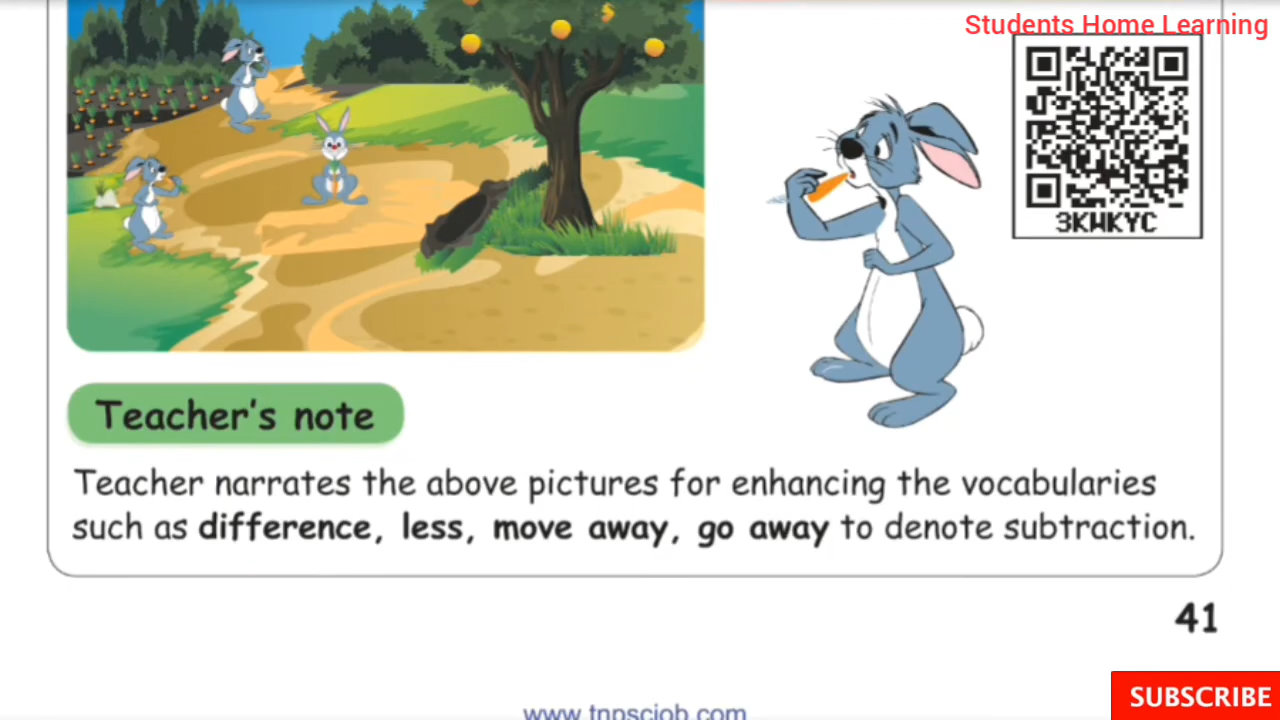 Students Home Learning
3KWKYC
Teacher's note
Teacher narrates the above pictures for enhancing the vocabularies
such as difference, less, move away, go away to denote subtraction.
41
SUBSCRIBE
www.tnpscjob.com